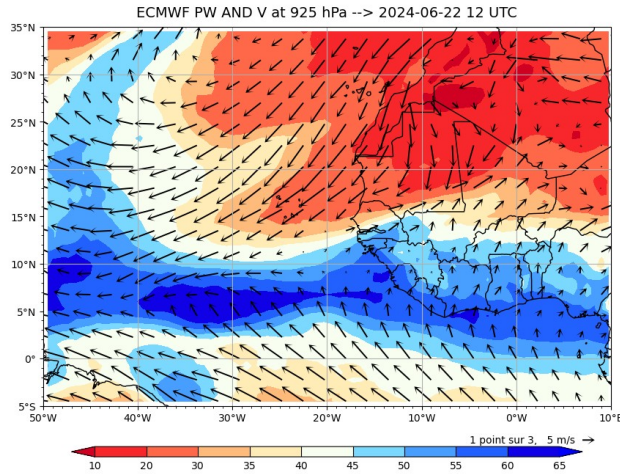 ECMWF PW AND V at 925 hPa --> 2024-06-22 12 UTC
35°N
30°N
25°N
20°N
15°N
10°N
5°N
0°
5°S
50°W 40°W 30°W 20°W 10°W 0°W 10°E
1 point sur 3, 5 m/s
10 20 30 35 40 45 50 55 60 65